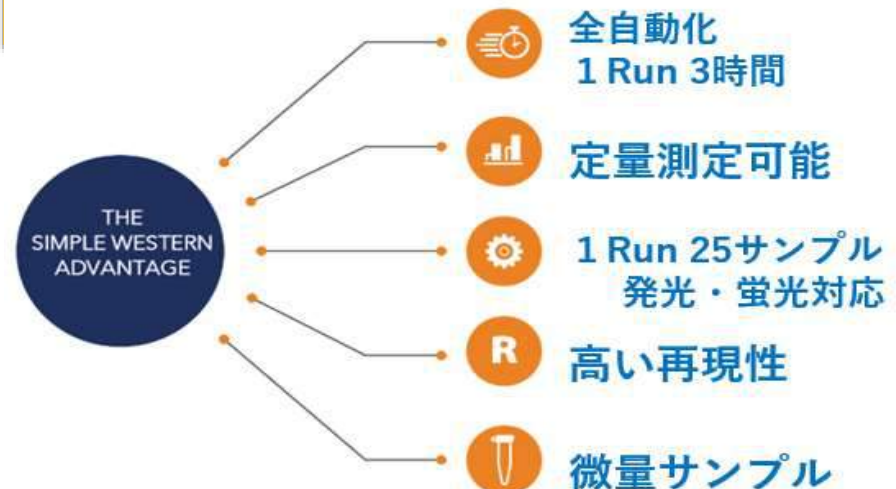 THE
SIMPLE WESTERN
ADVANTAGE
全自動化
1 Run 3時間
定量測定可能
1 Run 25サンプル
発光・蛍光対応
R
高い再現性
微量サンプル